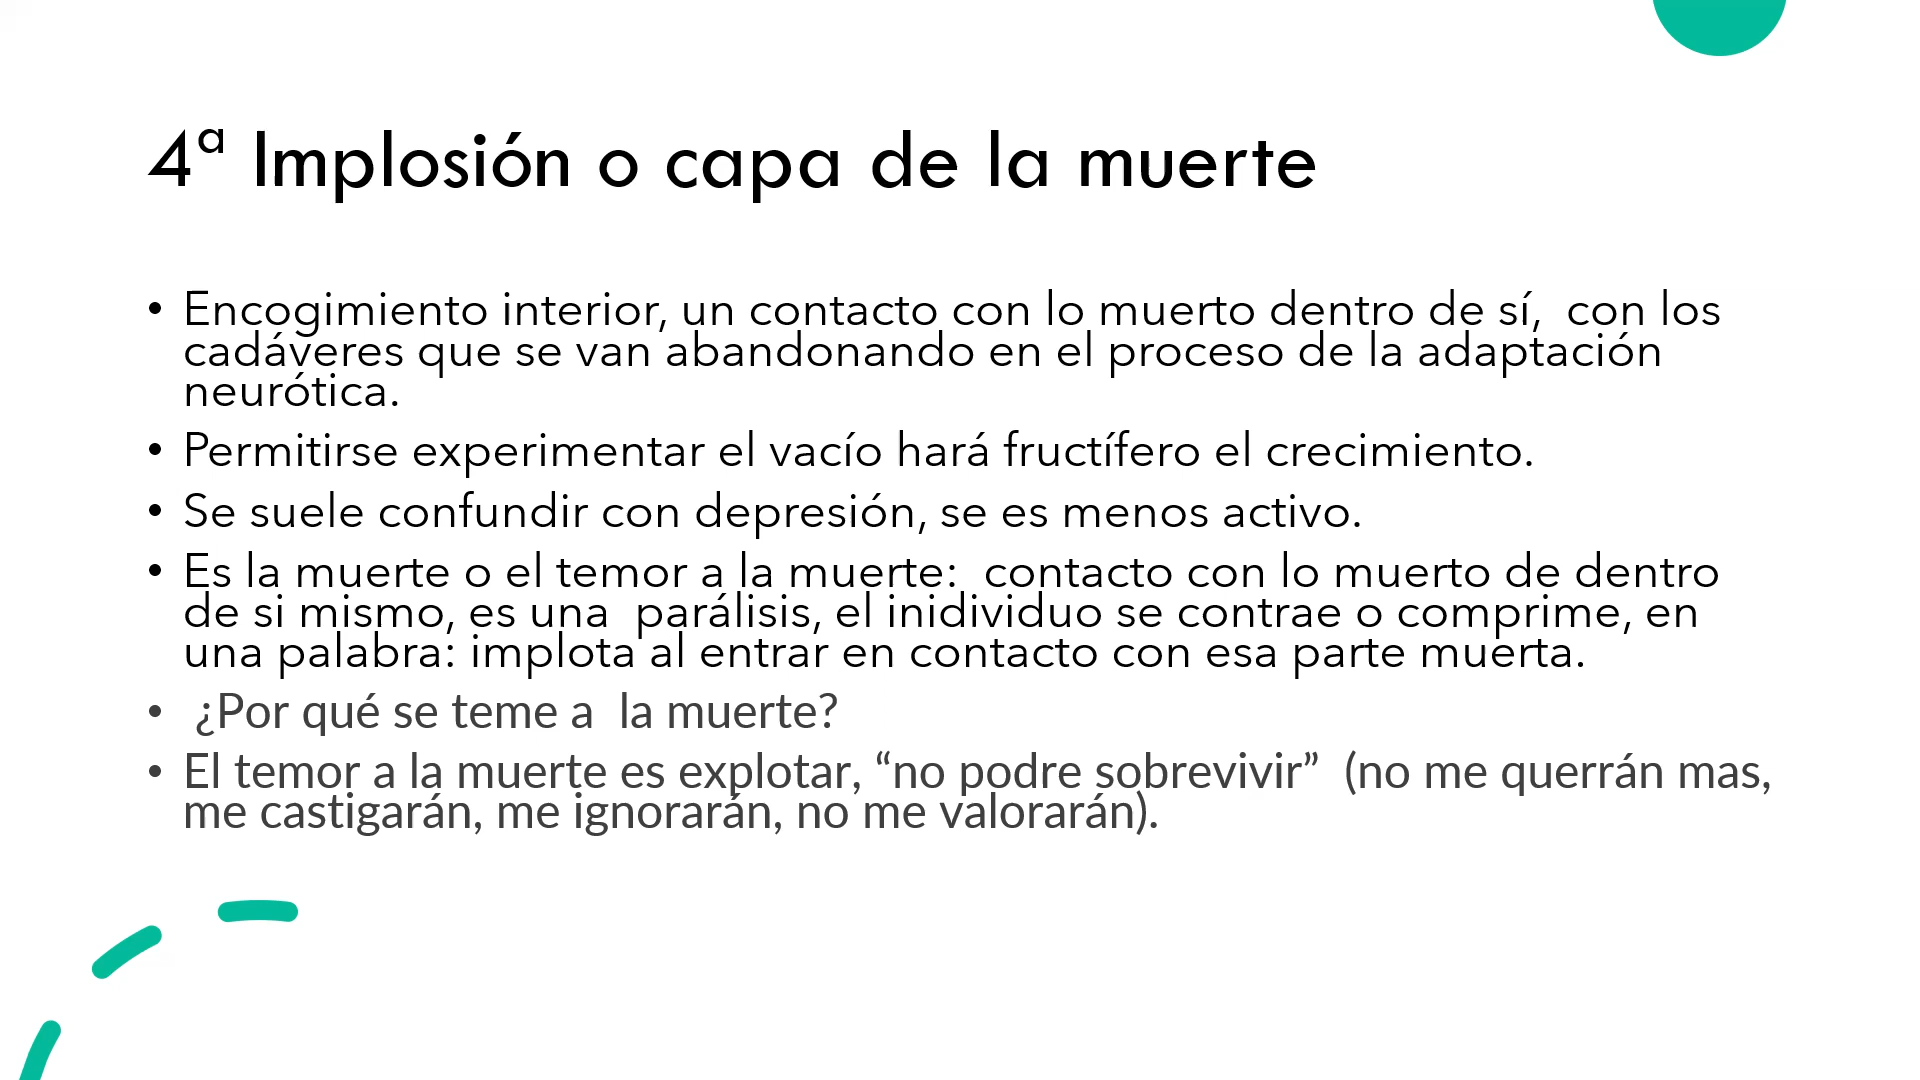 4ª Implosión o capa de la muerte
• Encogimiento interior, un contacto con lo muerto dentro de sí,  con los
cadáveres que se van abandonando en el proceso de la adaptación
neurótica.
• Permitirse experimentar el vacío hará fructífero el crecimiento.
• Se suele confundir con depresión, se es menos activo.
• Es la muerte o el temor a la muerte:  contacto con lo muerto de dentro
de si mismo, es una  parálisis, el inidividuo se contrae o comprime, en
una palabra: implota al entrar en contacto con esa parte muerta.
•  ¿Por qué se teme a  la muerte?
• El temor a la muerte es explotar, “no podre sobrevivir”  (no me querrán mas,
me castigarán, me ignorarán, no me valorarán).